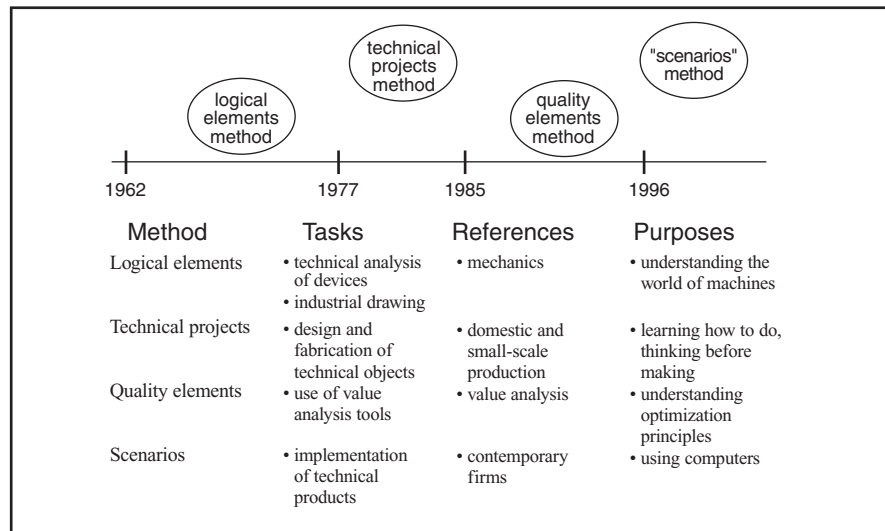 technical
projects
method
"scenarios"
method
logical
elements
method
quality
elements
method
1962
1977
1985
1996
Method
Tasks
References
Purposes
Logical elements
• technical analysis
of devices
• industrial drawing
• mechanics
• understanding the
world of machines
Technical projects
• design and
fabrication of
technical objects
• domestic and
small-scale
production
• learning how to do,
thinking before
making
Quality elements
• use of value
analysis tools
• value analysis
• understanding
optimization
principles
Scenarios
• implementation
of technical
products
• contemporary
firms
• using computers